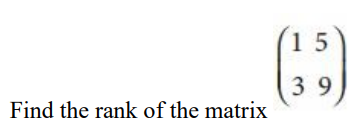 1 5
3 9
Find the rank of the matrix